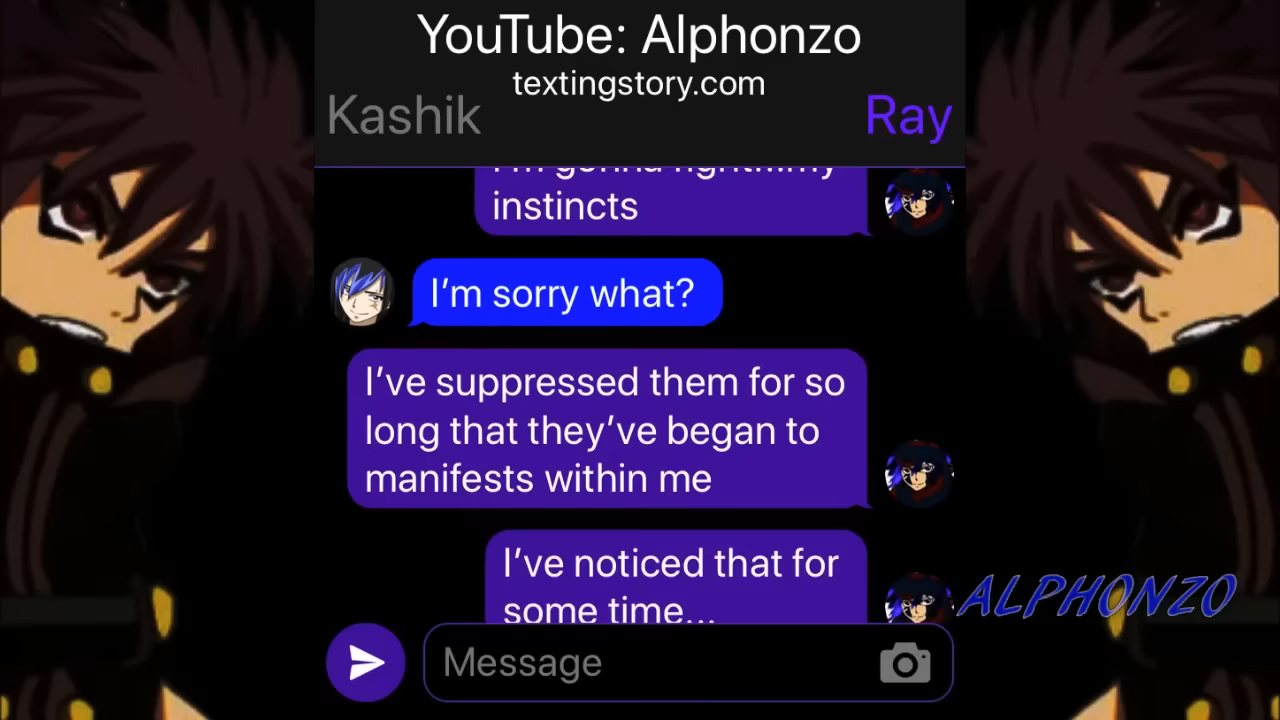 YouTube: Alphonzo
textingstory.com
Kashik
Ray
instincts
I'm sorry what?
I've suppressed them for so
long that they've began to
manifests within me
I've noticed that for
some time...
ALPHONZO
Message